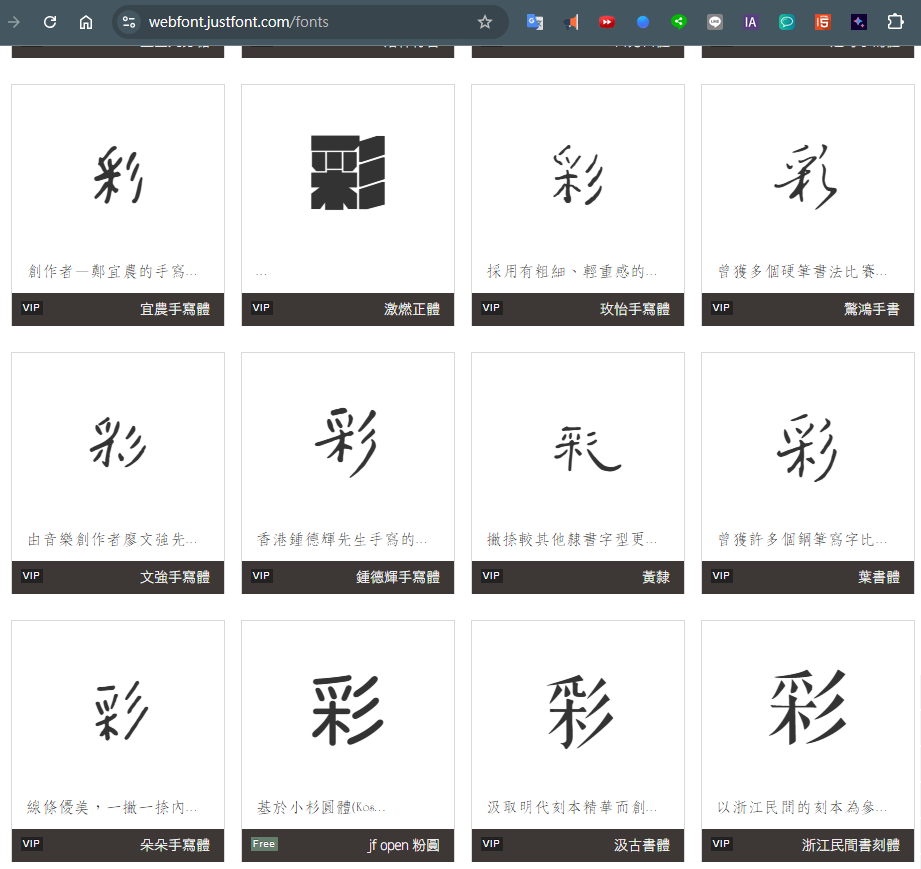 webfont.justfont.com/fonts
彩 彩 彩 彩
創作者—鄭宜農的手寫... ... 採用有粗細、輕重感的... 曾獲多個硬筆書法比賽...
VIP 宜農手寫體 VIP 激燃正體 VIP 玫怡手寫體 VIP 驚鴻手書
彩 彩 彩 彩
由音樂創作者廖文強先... 香港鍾德輝先生手寫的... 撇捺較其他隸書字型更... 曾獲許多個鋼筆寫字比...
VIP 文強手寫體 VIP 鍾德輝手寫體 VIP 黃隸 VIP 葉書體
彩 彩 彩 彩
線條優美，一撇一捺內... 基於小杉圓體(Kos... 汲取明代刻本精華而創... 以浙江民間的刻本為參...
VIP 朵朵手寫體 Free jf open 粉圓 VIP 汲古書體 VIP 浙江民間書刻體